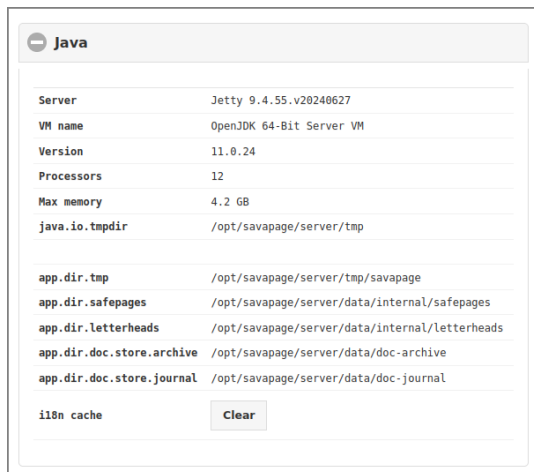 Java
Server Jetty 9.4.55.v20240627
VM name OpenJDK 64-Bit Server VM
Version 11.0.24
Processors 12
Max memory 4.2 GB
java.io.tmpdir /opt/savapage/server/tmp
app.dir.tmp /opt/savapage/server/tmp/savapage
app.dir.safepages /opt/savapage/server/data/internal/safepages
app.dir.letterheads /opt/savapage/server/data/internal/letterheads
app.dir.doc.store.archive /opt/savapage/server/data/doc-archive
app.dir.doc.store.journal /opt/savapage/server/data/doc-journal
i18n cache Clear